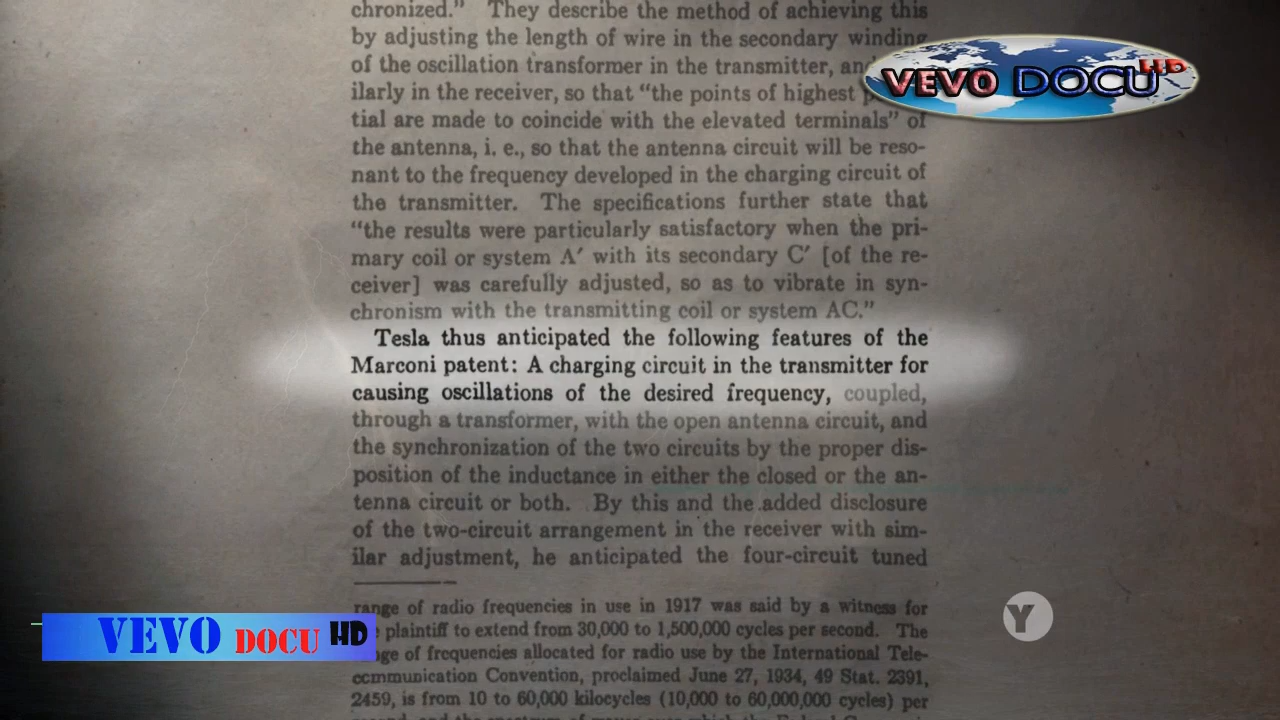 chronized." They describe the method of achieving this
by adjusting the length of wire in the secondary winding
of the oscillation transformer in the transmitter, and
ilarly in the receiver, so that "the points of highest
tial are made to coincide with the elevated terminals" of
the antenna, i. e., so that the antenna circuit will be reso-
nant to the frequency developed in the charging circuit of
the transmitter. The specifications further state that
"the results were particularly satisfactory when the pri-
mary coil or system A′ with its secondary C′ [of the re-
ceiver] was carefully adjusted, so as to vibrate in syn-
chronism with the transmitting coil or system AC."
Tesla thus anticipated the following features of the
Marconi patent: A charging circuit in the transmitter for
causing oscillations of the desired frequency, coupled,
through a transformer, with the open antenna circuit, and
the synchronization of the two circuits by the proper dis-
position of the inductance in either the closed or the an-
tenna circuit or both. By this and the added disclosure
of the two-circuit arrangement in the receiver with sim-
ilar adjustment, he anticipated the four-circuit tuned
range of radio frequencies in use in 1917 was said by a witness for
plaintiff to extend from 30,000 to 1,500,000 cycles per second. The
of frequencies allocated for radio use by the International Tele-
communication Convention, proclaimed June 27, 1934, 49 Stat. 2391,
2459, is from 10 to 60,000 kilocycles (10,000 to 60,000,000 cycles) per
VEVO DOCU HD
VEVO DOCU HD
Y